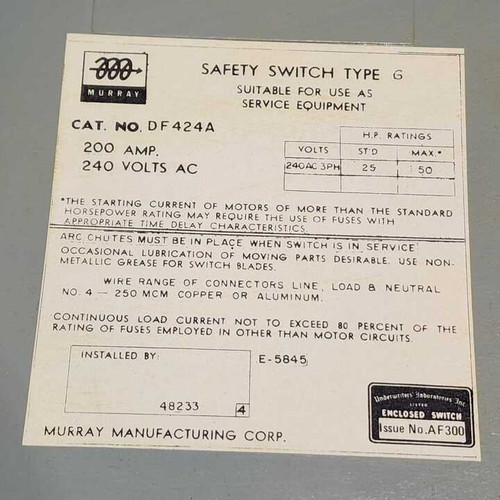 MURRAY
SAFETY SWITCH TYPE G
SUITABLE FOR USE AS
SERVICE EQUIPMENT
CAT. NO. DF424A
200 AMP.
240 VOLTS AC
H.P. RATINGS
VOLTS STD MAX.*
240AC 3PH 25 50
*THE STARTING CURRENT OF MOTORS OF MORE THAN THE STANDARD
HORSEPOWER RATING MAY REQUIRE THE USE OF FUSES WITH
APPROPRIATE TIME DELAY CHARACTERISTICS.
ARC CHUTES MUST BE IN PLACE WHEN SWITCH IS IN SERVICE
OCCASIONAL LUBRICATION OF MOVING PARTS DESIRABLE. USE NON-
METALLIC GREASE FOR SWITCH BLADES.
WIRE RANGE OF CONNECTORS LINE, LOAD & NEUTRAL
NO. 4 - 250 MCM COPPER OR ALUMINUM.
CONTINUOUS LOAD CURRENT NOT TO EXCEED 80 PERCENT OF THE
RATING OF FUSES EMPLOYED IN OTHER THAN MOTOR CIRCUITS.
INSTALLED BY:
E-5845
48233 4
Underwriters' Laboratories, Inc.
LISTED
ENCLOSED SWITCH
Issue No. AF300
MURRAY MANUFACTURING CORP.